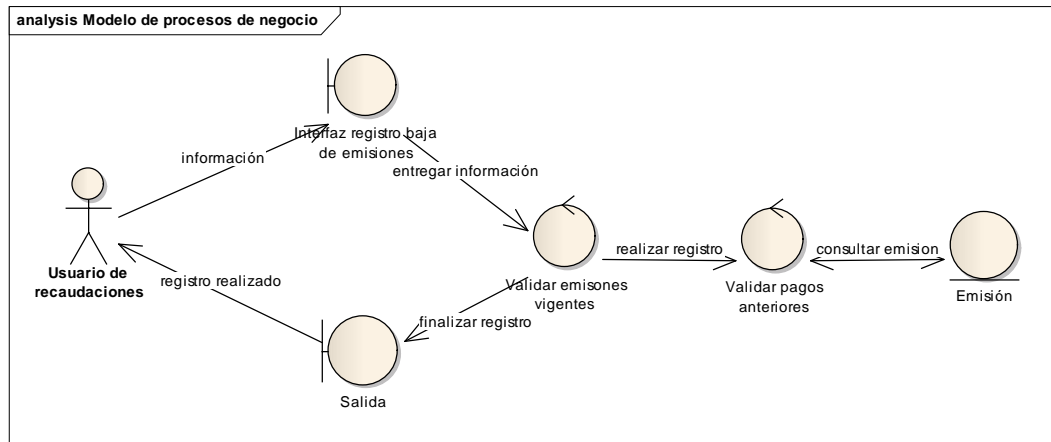 analysis Modelo de procesos de negocio
Interfaz registro baja
de emisiones
información
entregar información
Usuario de
recaudaciones
registro realizado
Validar emisones
vigentes
realizar registro
Validar pagos
anteriores
consultar emision
Emisión
finalizar registro
Salida